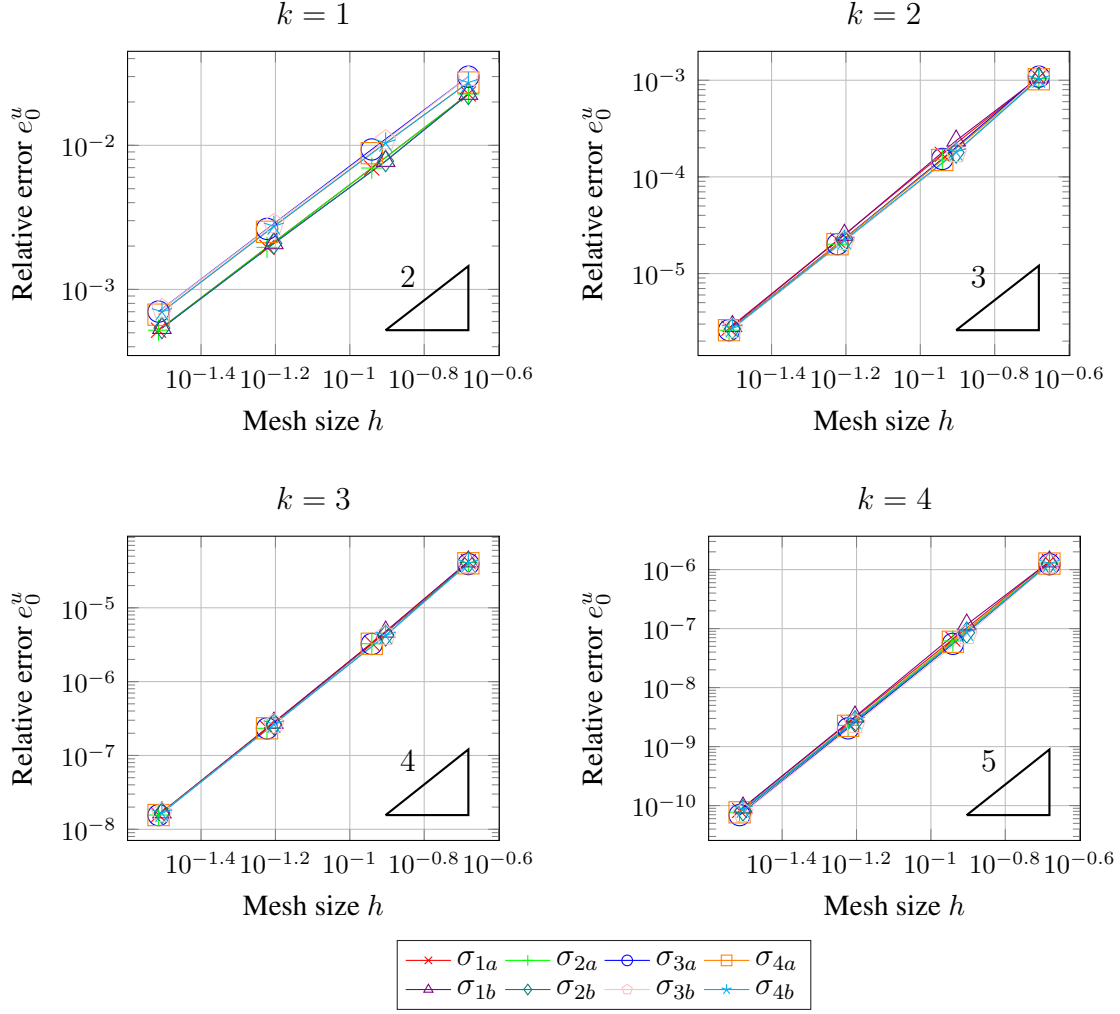 k = 1
k = 2
Relative error e_0^u
10^{-2}
10^{-3}
2
10^{-1.4} 10^{-1.2} 10^{-1} 10^{-0.8} 10^{-0.6}
Mesh size h
Relative error e_0^u
10^{-3}
10^{-4}
10^{-5}
3
10^{-1.4} 10^{-1.2} 10^{-1} 10^{-0.8} 10^{-0.6}
Mesh size h
k = 3
k = 4
Relative error e_0^u
10^{-5}
10^{-6}
10^{-7}
10^{-8}
4
10^{-1.4} 10^{-1.2} 10^{-1} 10^{-0.8} 10^{-0.6}
Mesh size h
Relative error e_0^u
10^{-6}
10^{-7}
10^{-8}
10^{-9}
10^{-10}
5
10^{-1.4} 10^{-1.2} 10^{-1} 10^{-0.8} 10^{-0.6}
Mesh size h
σ_{1a} σ_{2a} σ_{3a} σ_{4a}
σ_{1b} σ_{2b} σ_{3b} σ_{4b}